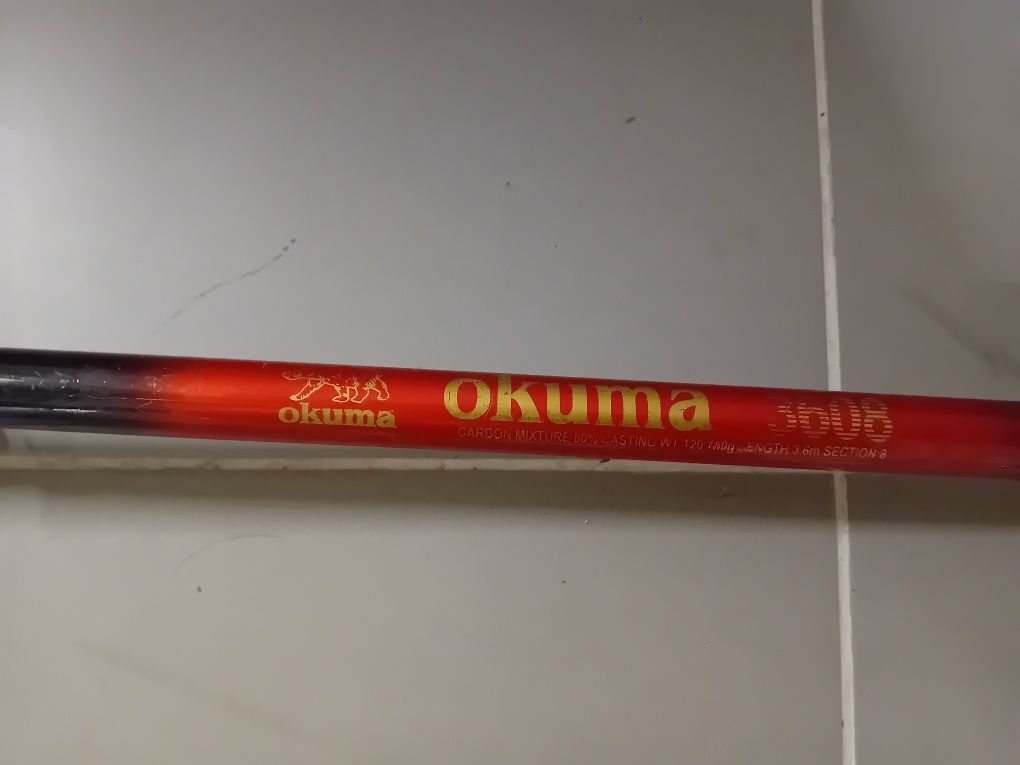 okuma
okuma
3608
CARBON MIXTURE 80% CASTING WT 120 180g LENGTH 3.6m SECTION 8